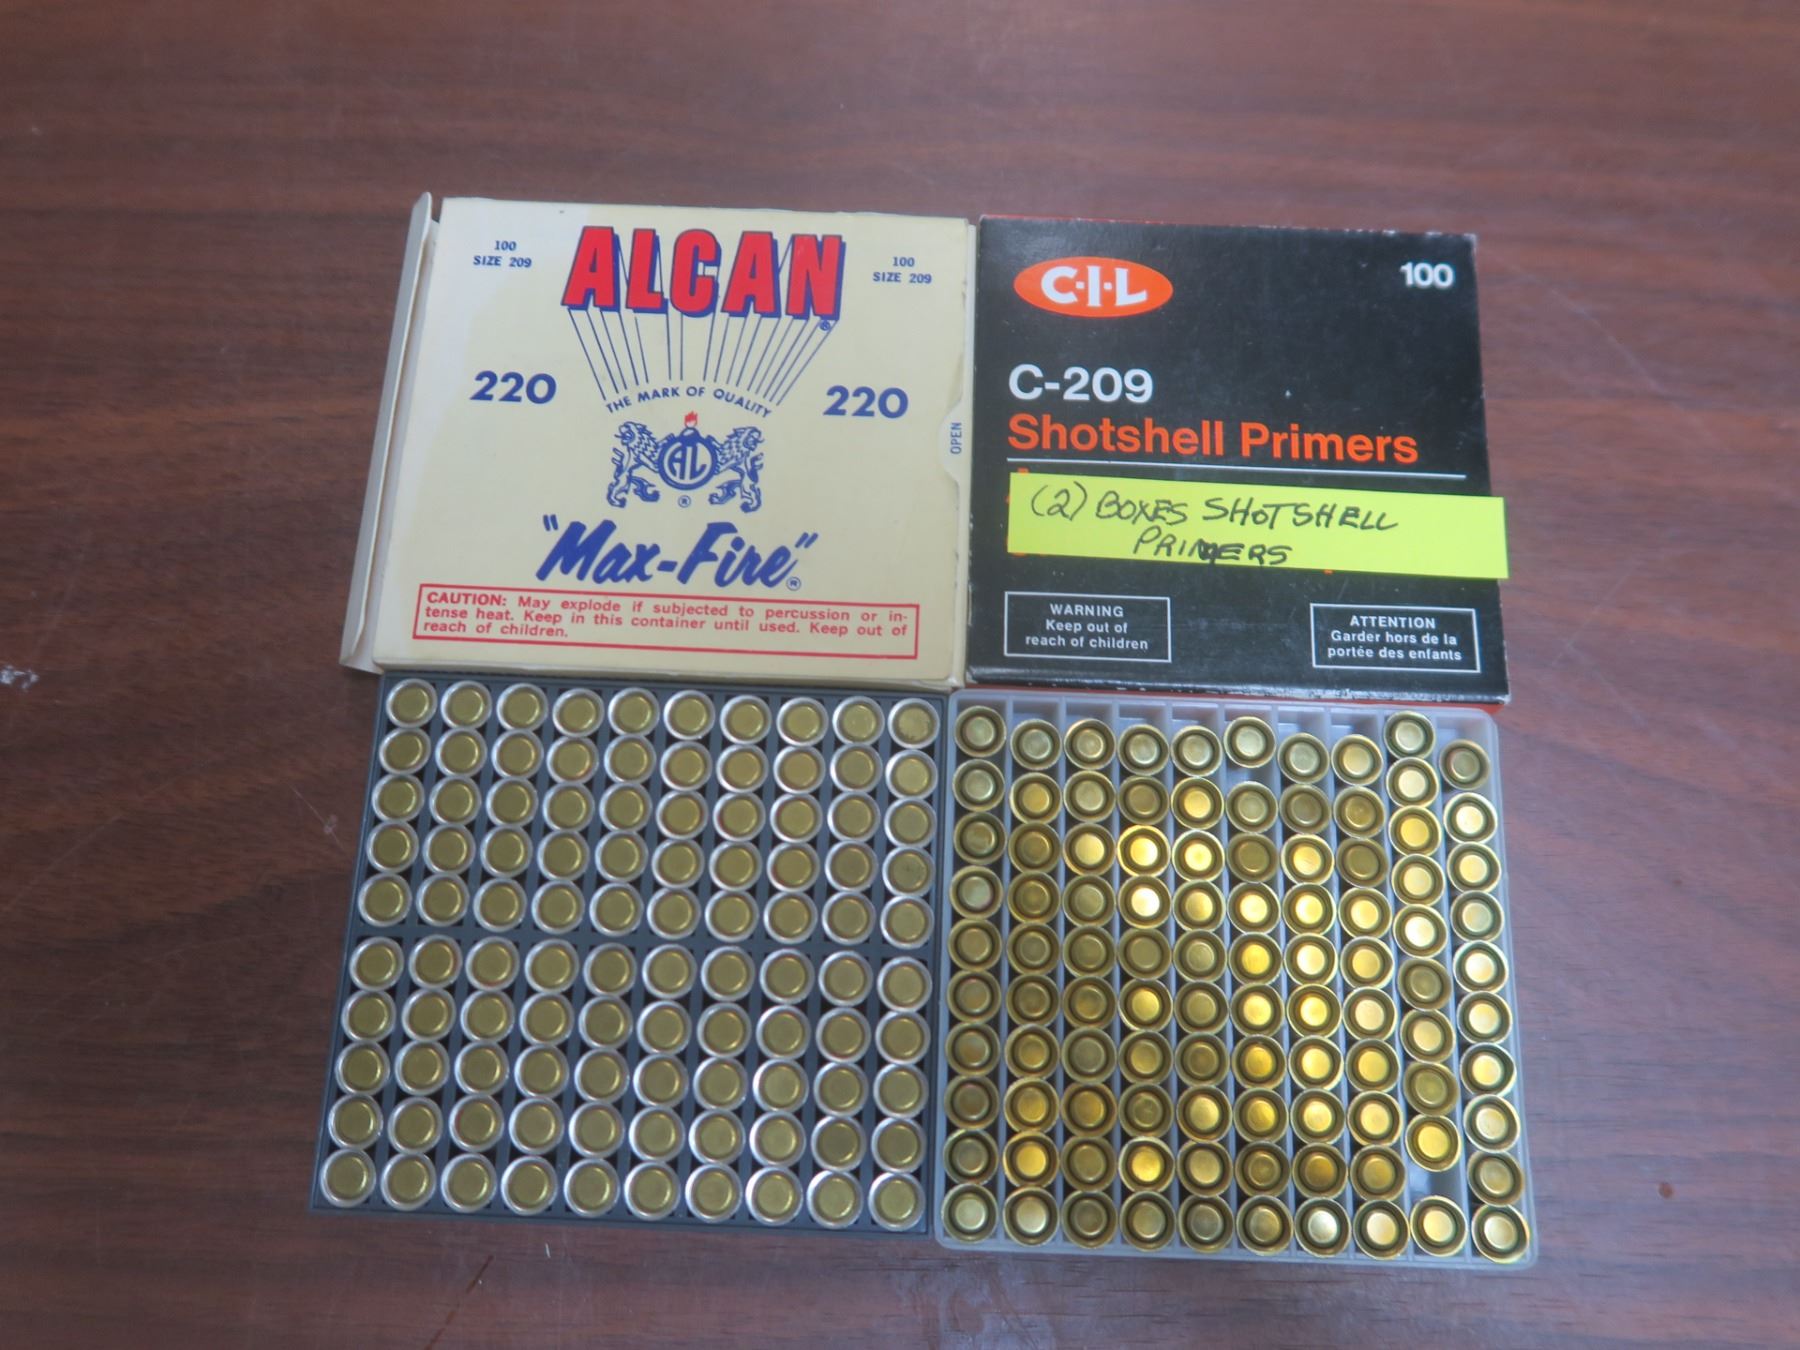 100
SIZE 209
ALCAN®
100
SIZE 209
220
220
THE MARK OF QUALITY
AL
®
OPEN
"Max-Fire"®
CAUTION: May explode if subjected to percussion or in-
tense heat. Keep in this container until used. Keep out of
reach of children.
C·I·L
100
C-209
Shotshell Primers
(2) BOXES SHOTSHELL
PRIMERS
WARNING
Keep out of
reach of children
ATTENTION
Garder hors de la
portée des enfants